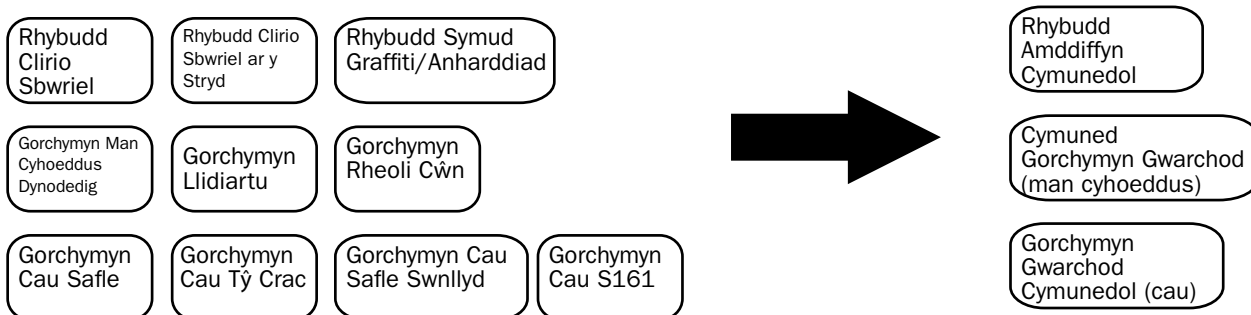 Rhybudd
Clirio
Sbwriel
Rhybudd Clirio
Sbwriel ar y
Stryd
Rhybudd Symud
Graffiti/Anharddiad
Gorchymyn Man
Cyhoeddus
Dynodedig
Gorchymyn
Llidiartu
Gorchymyn
Rheoli Cŵn
Gorchymyn
Cau Safle
Gorchymyn
Cau Tŷ Crac
Gorchymyn Cau
Safle Swnllyd
Gorchymyn
Cau S161
Rhybudd
Amddiffyn
Cymunedol
Cymuned
Gorchymyn Gwarchod
(man cyhoeddus)
Gorchymyn
Gwarchod
Cymunedol (cau)